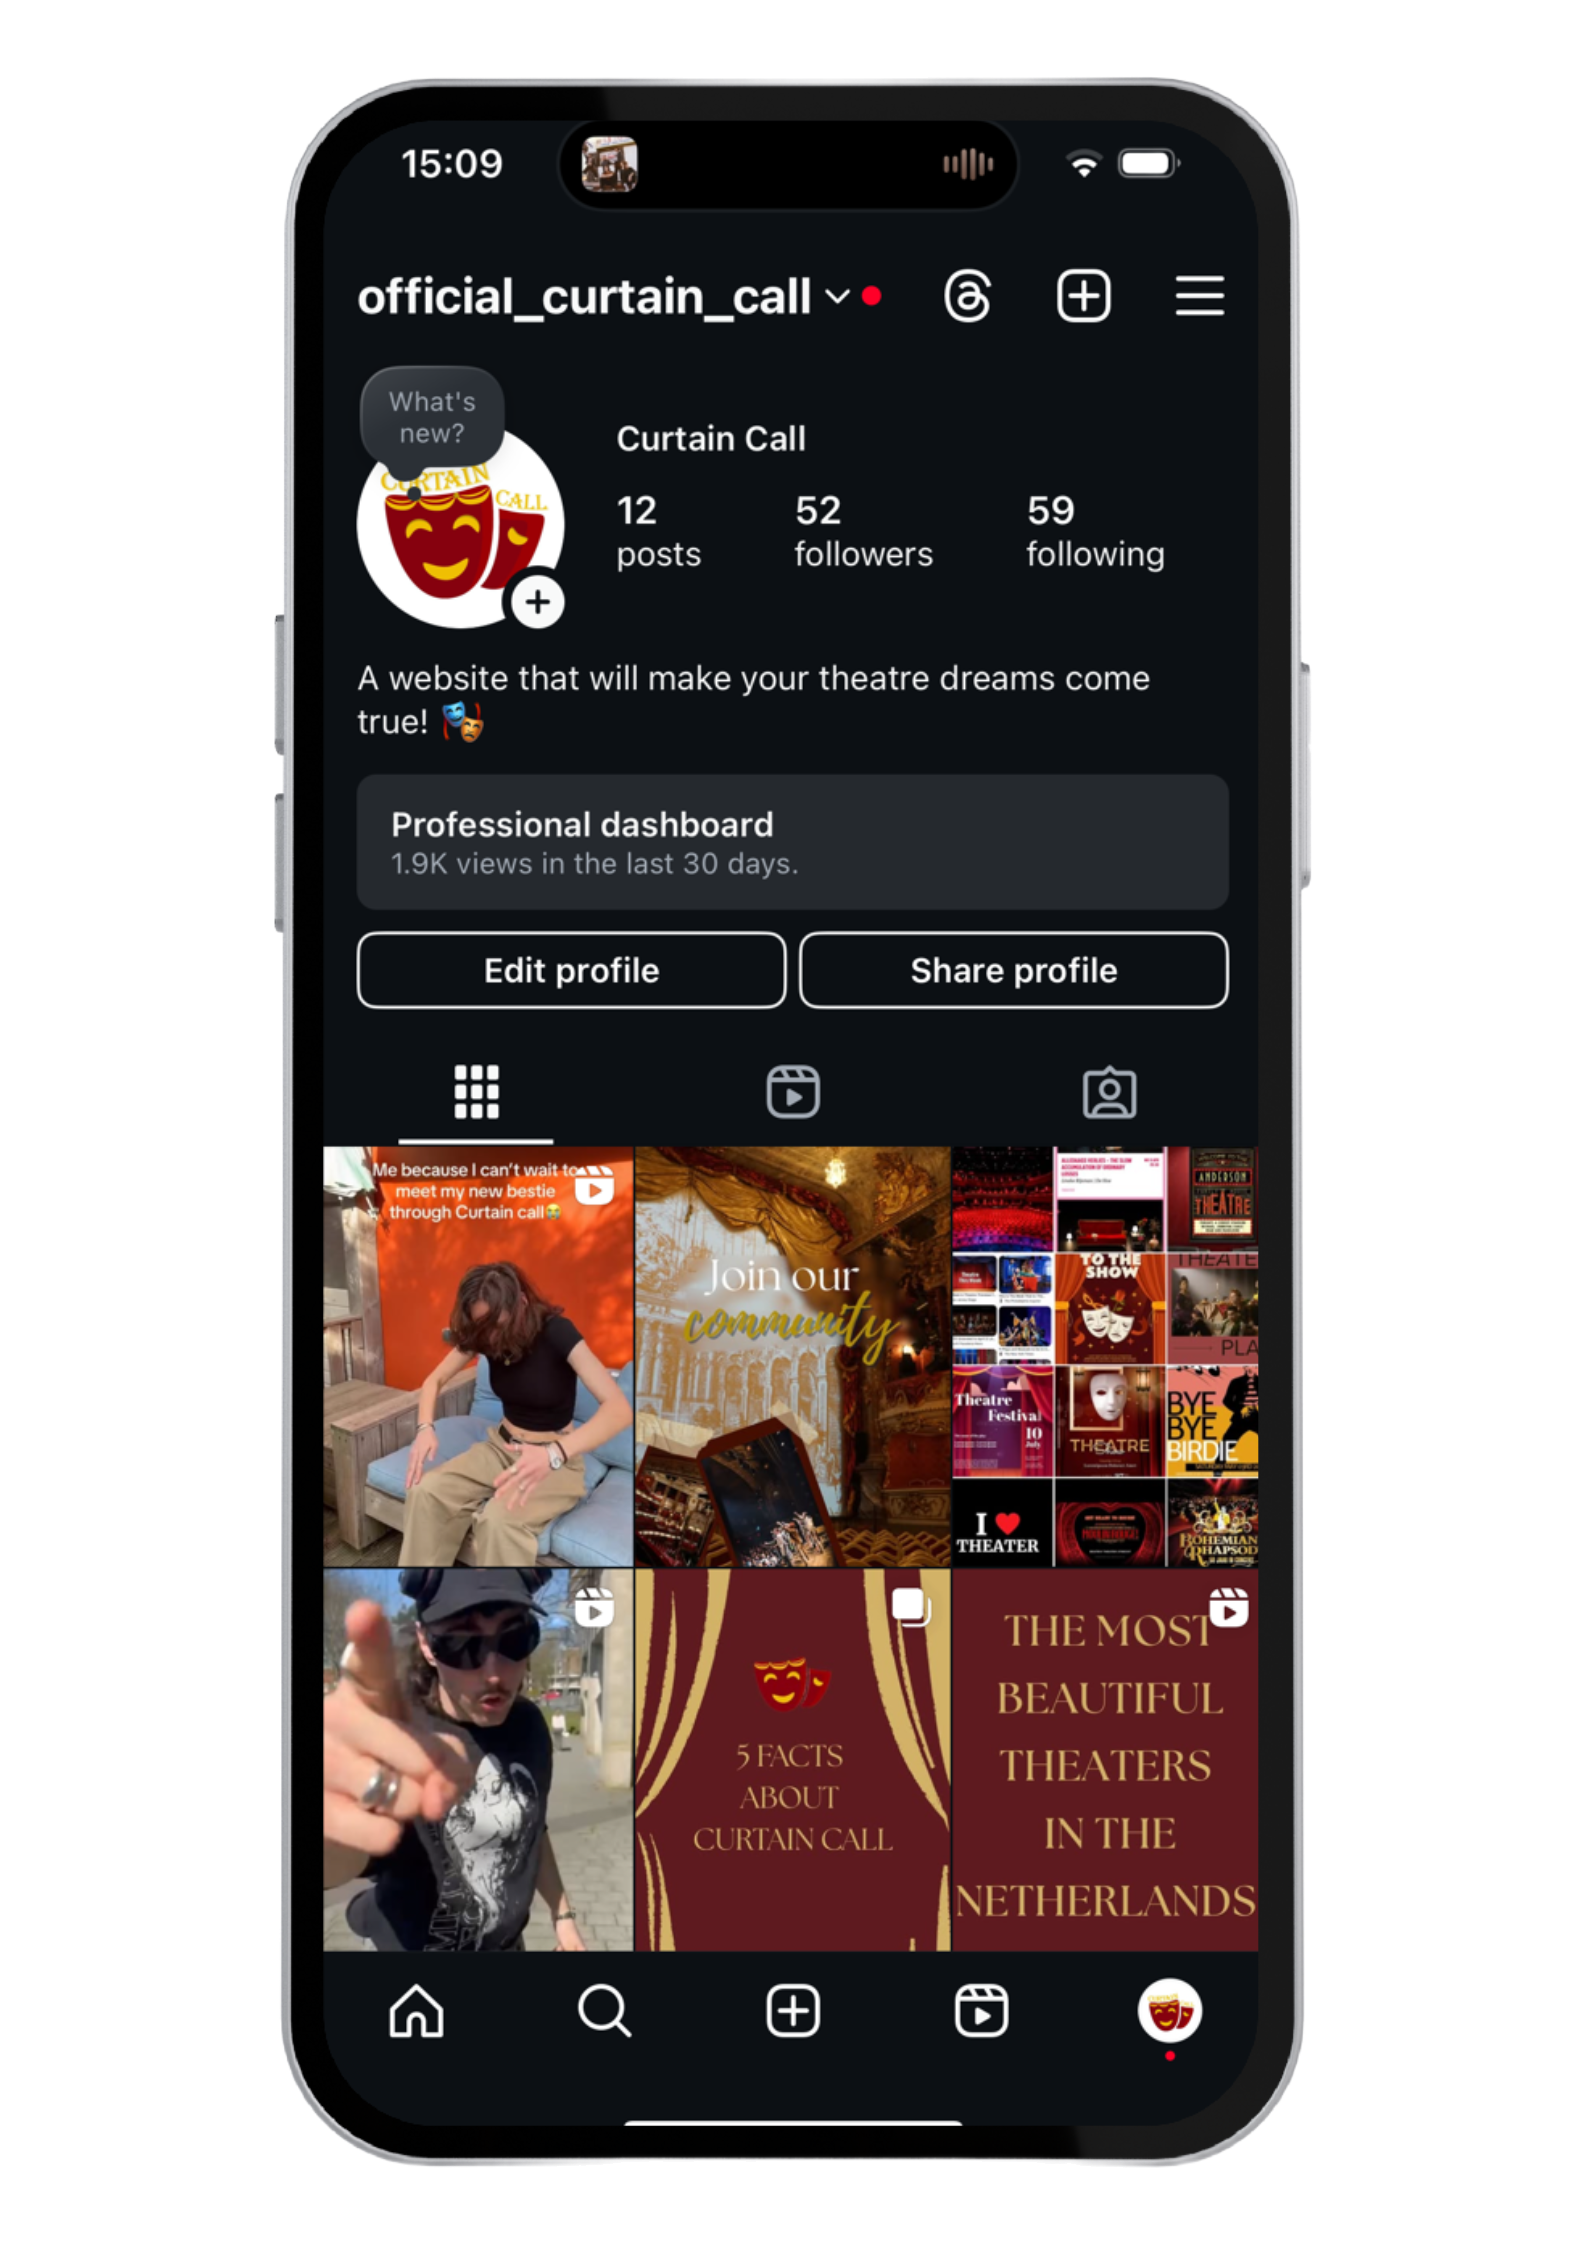 15:09
official_curtain_call
What's
new?
CURTAIN
CALL
Curtain Call
12
posts
52
followers
59
following
A website that will make your theatre dreams come
true!
Professional dashboard
1.9K views in the last 30 days.
Edit profile
Share profile
Me because I can't wait to
meet my new bestie
through Curtain call
Join our
community
ANDERSON
THEATRE
TO THE
SHOW
THEATE
PLA
Theatre
Festival
10
July
THEATRE
BYE
BYE
BIRDIE
I
THEATER
BOHEMIAN
RHAPSOD
5 FACTS
ABOUT
CURTAIN CALL
THE MOST
BEAUTIFUL
THEATERS
IN THE
NETHERLANDS